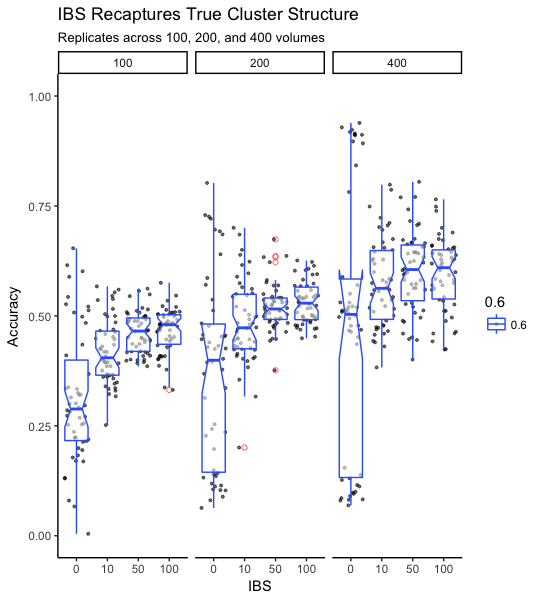 IBS Recaptures True Cluster Structure
Replicates across 100, 200, and 400 volumes
100 200 400
1.00
0.75
0.50
0.25
0.00
Accuracy
0 10 50 100 0 10 50 100 0 10 50 100
IBS
0.6
0.6